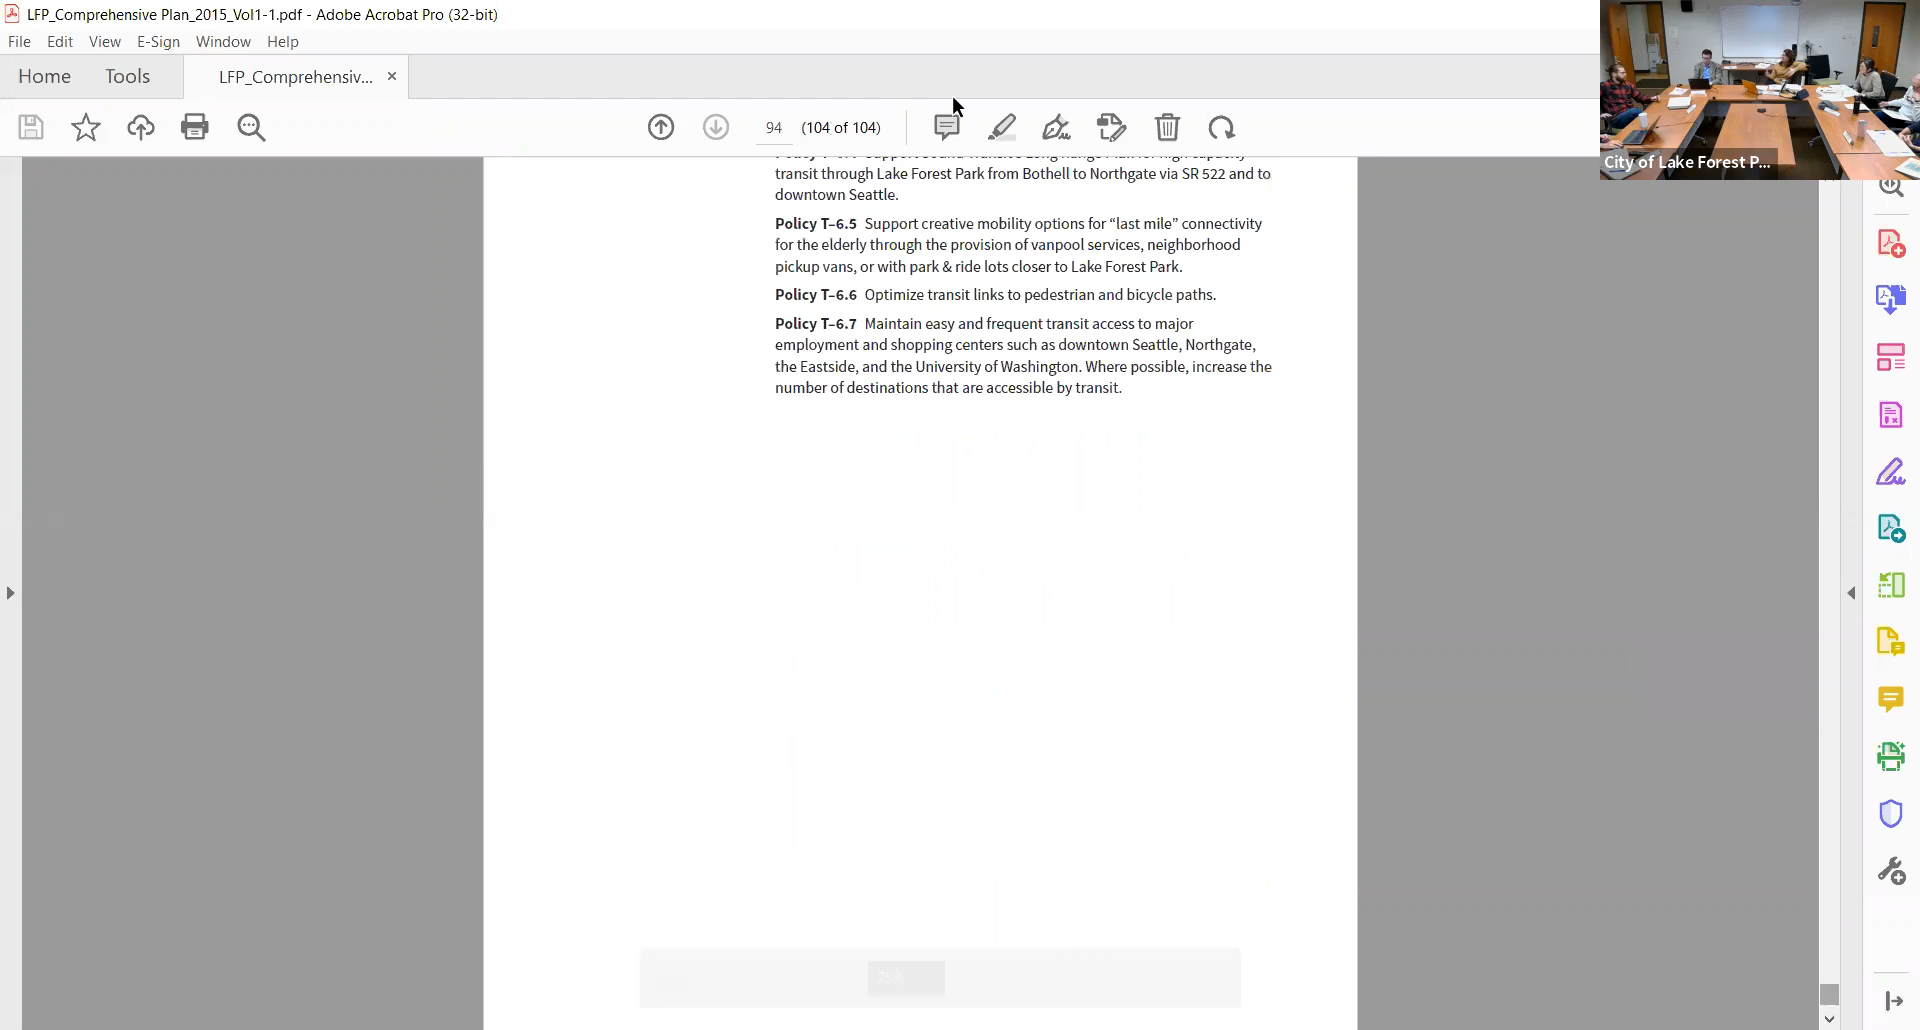 LFP_Comprehensive Plan_2015_Vol1-1.pdf - Adobe Acrobat Pro (32-bit)
File Edit View E-Sign Window Help
Home Tools LFP_Comprehensiv... ×
94 (104 of 104)
City of Lake Forest P...
transit through Lake Forest Park from Bothell to Northgate via SR 522 and to
downtown Seattle.
Policy T–6.5 Support creative mobility options for “last mile” connectivity
for the elderly through the provision of vanpool services, neighborhood
pickup vans, or with park & ride lots closer to Lake Forest Park.
Policy T–6.6 Optimize transit links to pedestrian and bicycle paths.
Policy T–6.7 Maintain easy and frequent transit access to major
employment and shopping centers such as downtown Seattle, Northgate,
the Eastside, and the University of Washington. Where possible, increase the
number of destinations that are accessible by transit.